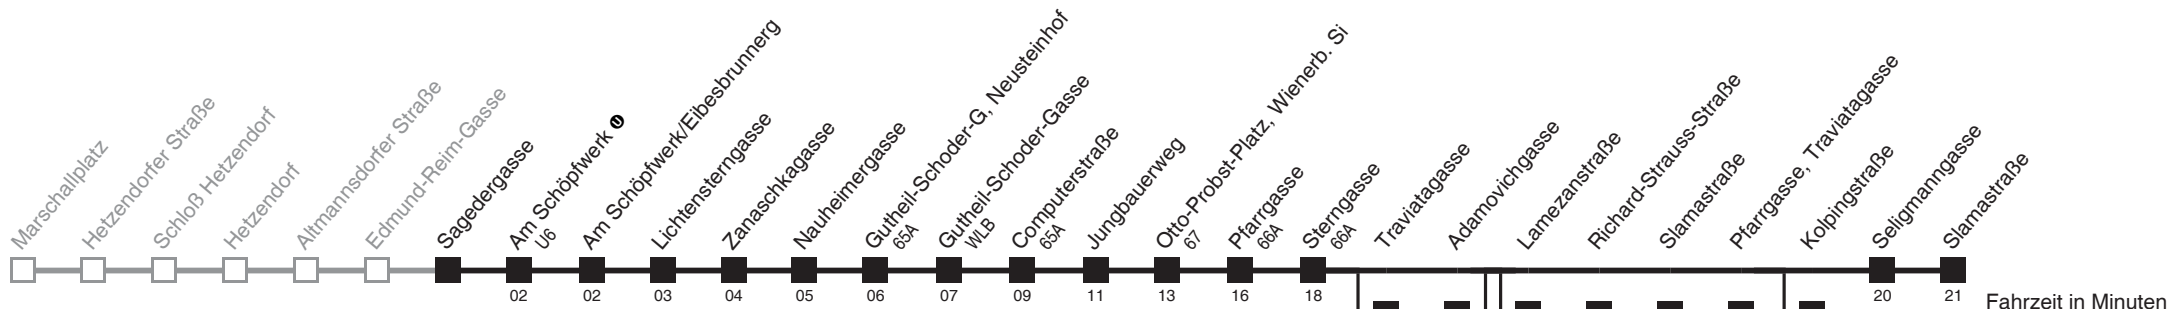 Marschallplatz
Hetzendorfer Straße
Schloß Hetzendorf
Hetzendorf
Altmannsdorfer Straße
Edmund-Reim-Gasse
Sagedergasse
Am Schöpfwerk U
U6
Am Schöpfwerk/Eibesbrunnerg
Lichtensterngasse
Zanaschkagasse
Nauheimergasse
Gutheil-Schoder-G, Neusteinhof
65A
Gutheil-Schoder-Gasse
WLB
Computerstraße
65A
Jungbauerweg
Otto-Probst-Platz, Wienerb. Si
67
Pfarrgasse
66A
Sterngasse
66A
Traviatagasse
Adamovichgasse
Lamezanstraße
Richard-Strauss-Straße
Slamastraße
Pfarrgasse, Traviatagasse
Kolpingstraße
Seligmanngasse
Slamastraße
02 02 03 04 05 06 07 09 11 13 16 18 20 21 Fahrzeit in Minuten